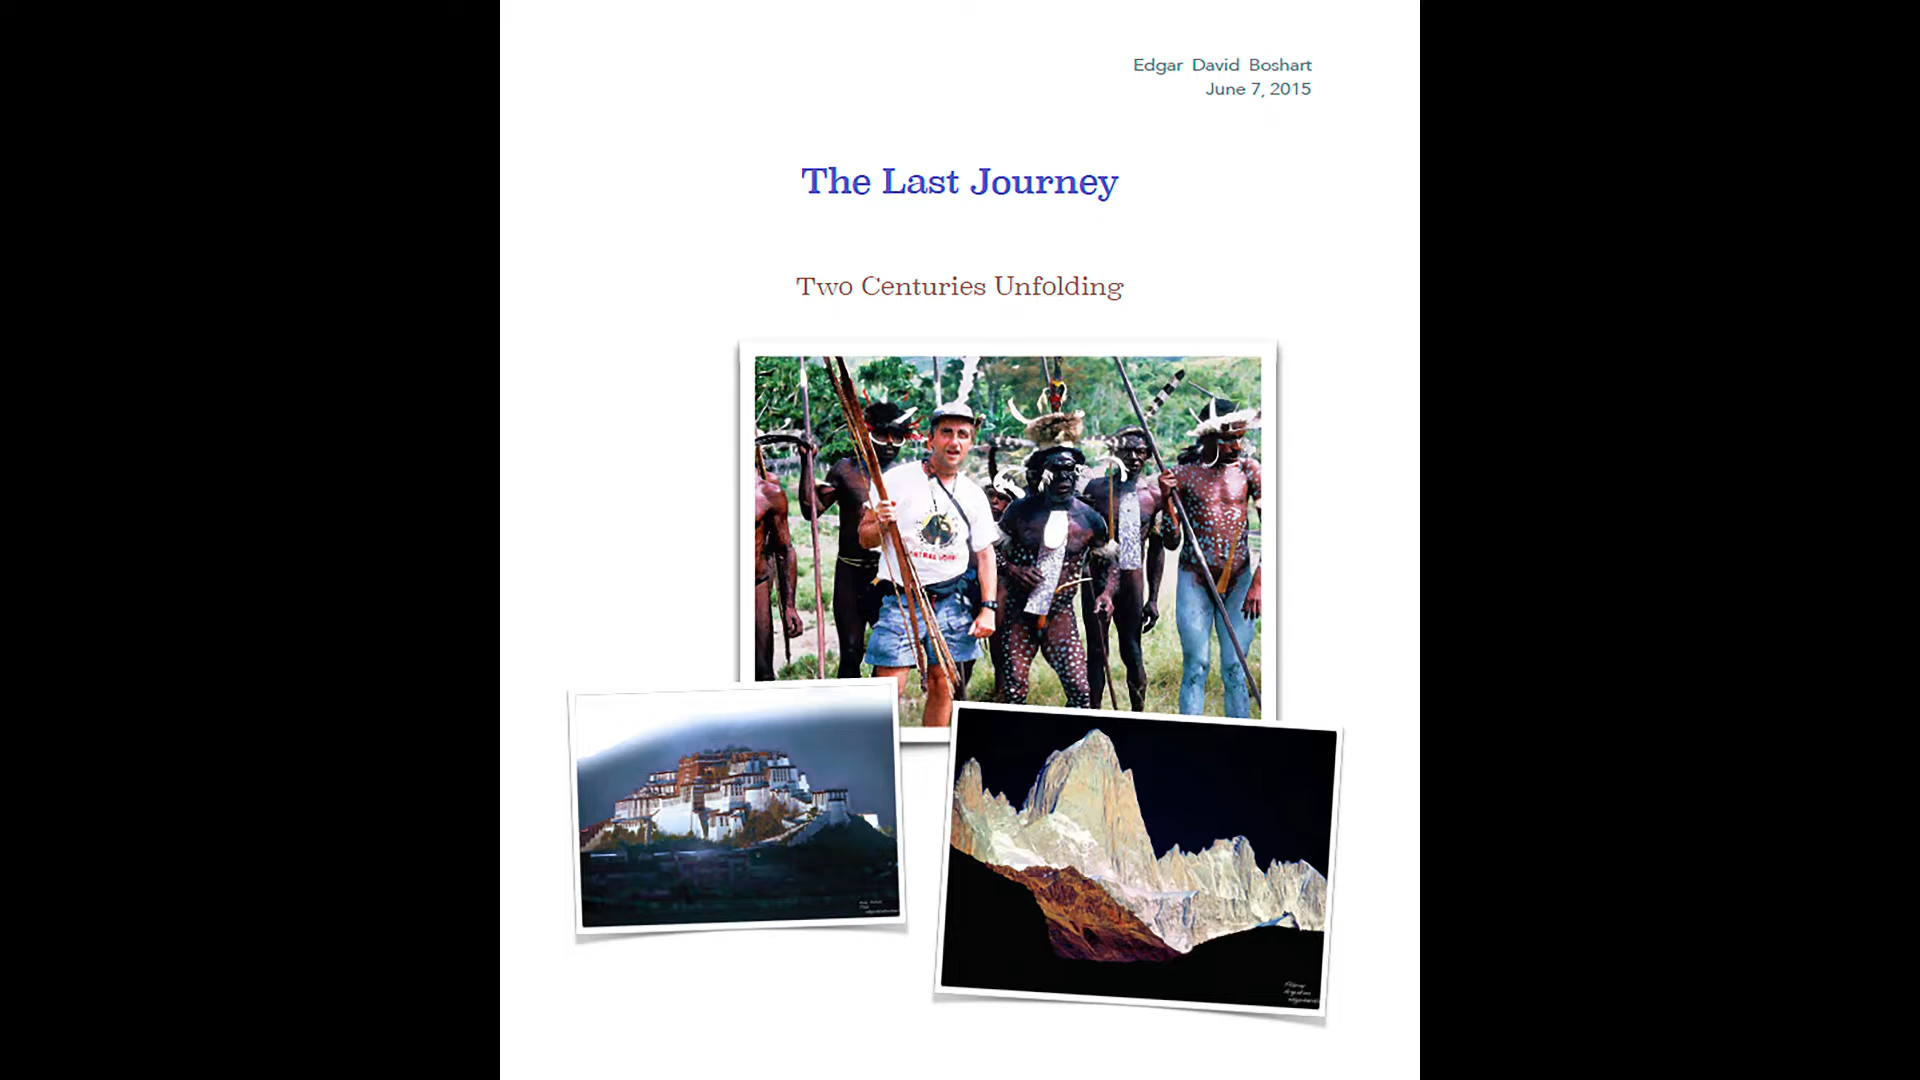 Edgar David Boshart
June 7, 2015
The Last Journey
Two Centuries Unfolding